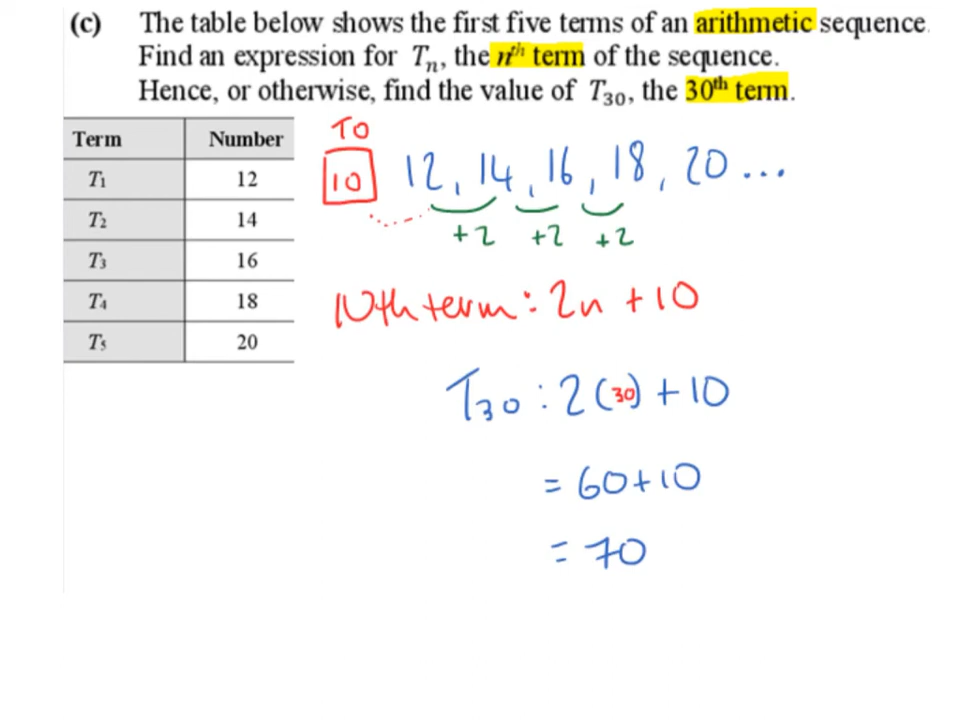 (c) The table below shows the first five terms of an arithmetic sequence.
Find an expression for Tn, the nth term of the sequence.
Hence, or otherwise, find the value of T30, the 30th term.
Term Number
T1 12
T2 14
T3 16
T4 18
T5 20
T0
10 12, 14, 16, 18, 20 ...
+2 +2 +2
10th term: 2n + 10
T30 : 2(30) + 10
= 60 + 10
= 70